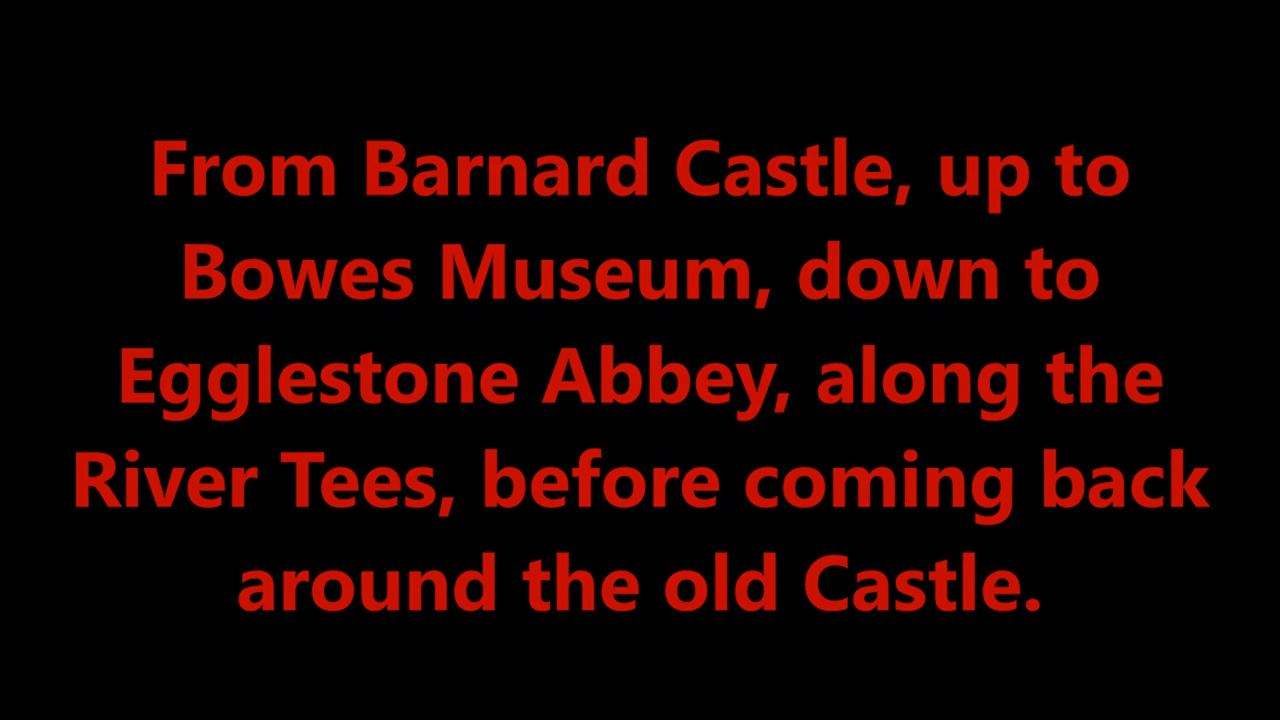 From Barnard Castle, up to
Bowes Museum, down to
Egglestone Abbey, along the
River Tees, before coming back
around the old Castle.